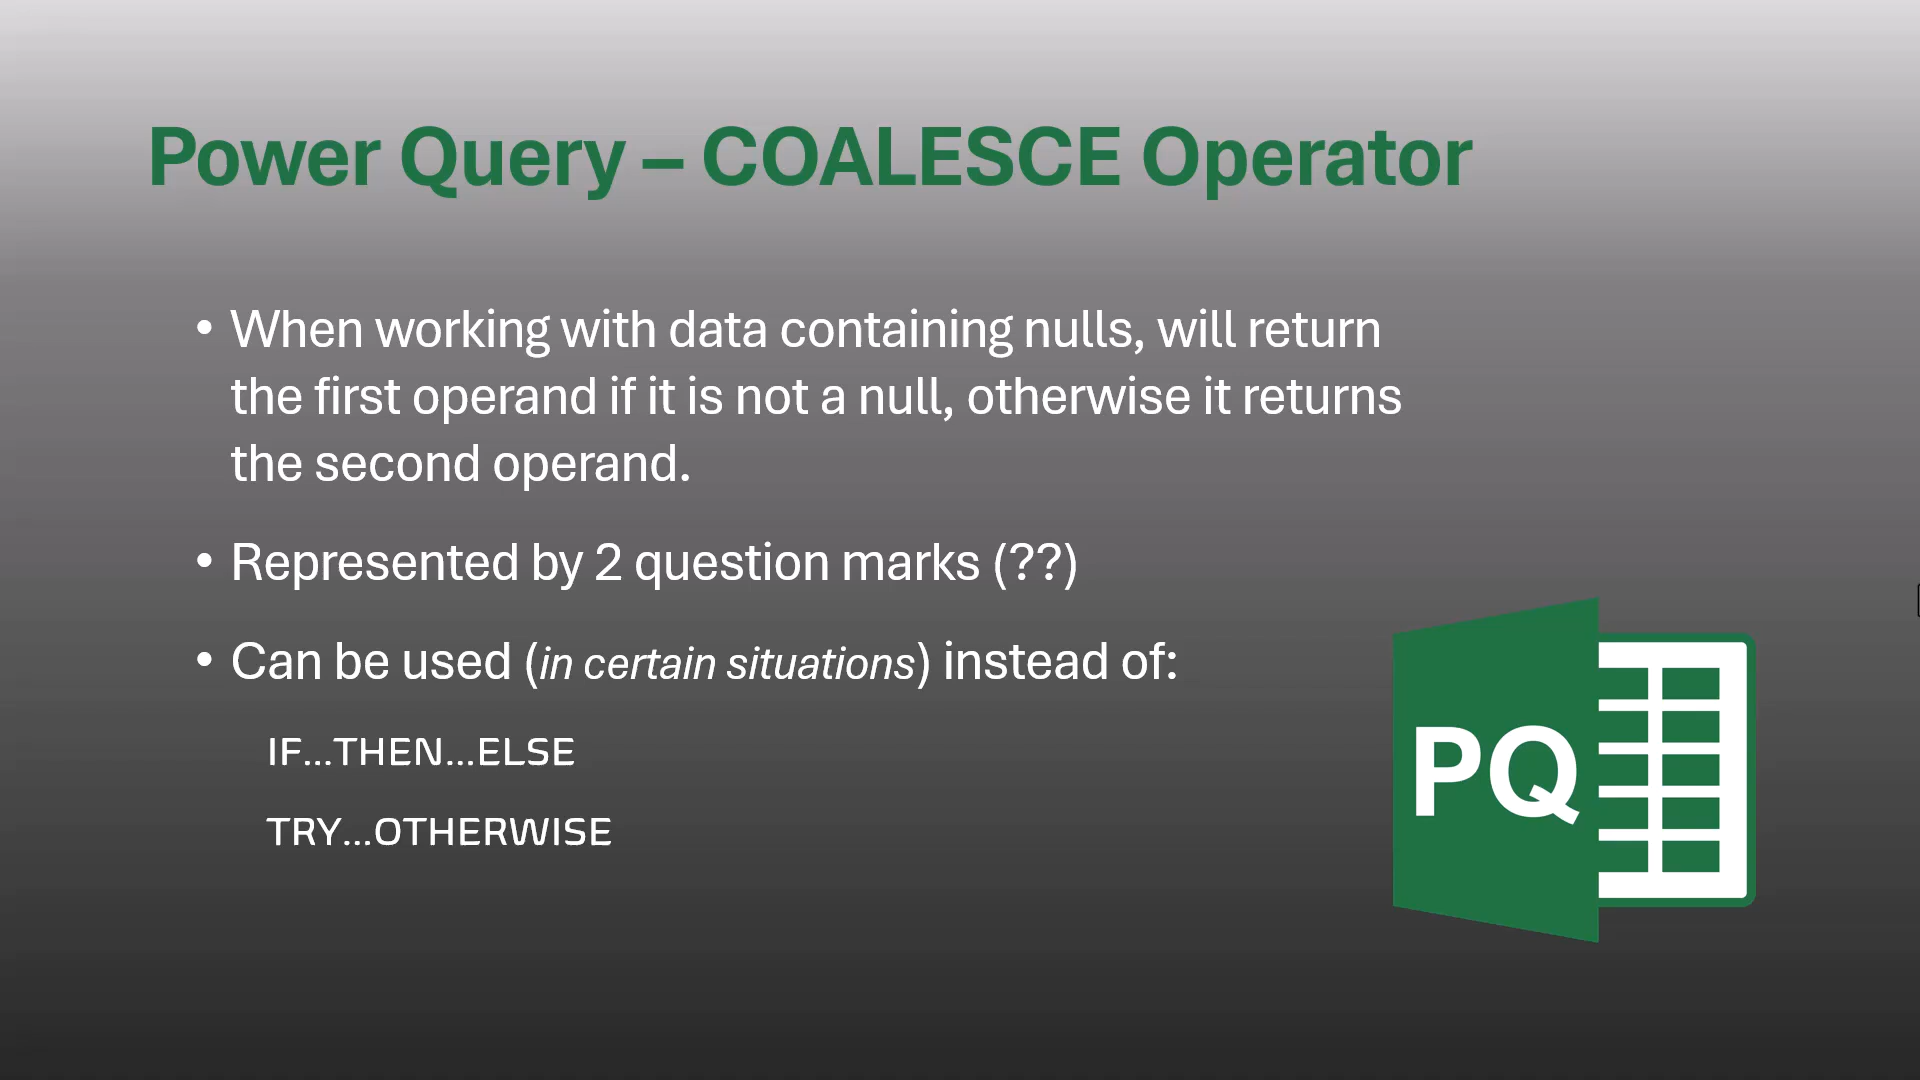 Power Query – COALESCE Operator
• When working with data containing nulls, will return
the first operand if it is not a null, otherwise it returns
the second operand.
• Represented by 2 question marks (??)
• Can be used (in certain situations) instead of:
IF...THEN...ELSE
TRY...OTHERWISE
PQ